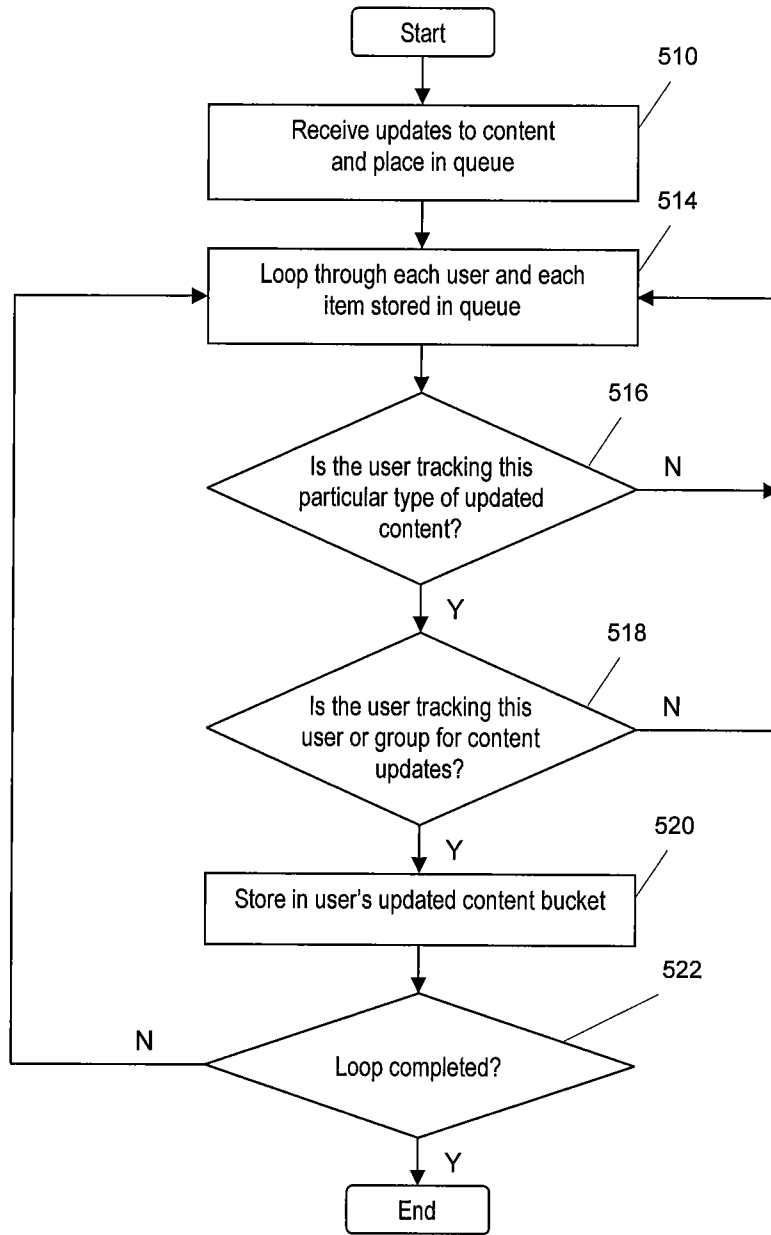 Start
510
Receive updates to content
and place in queue
514
Loop through each user and each
item stored in queue
516
Is the user tracking this
particular type of updated
content?
N
Y
518
Is the user tracking this
user or group for content
updates?
N
Y
520
Store in user's updated content bucket
522
Loop completed?
N
Y
End